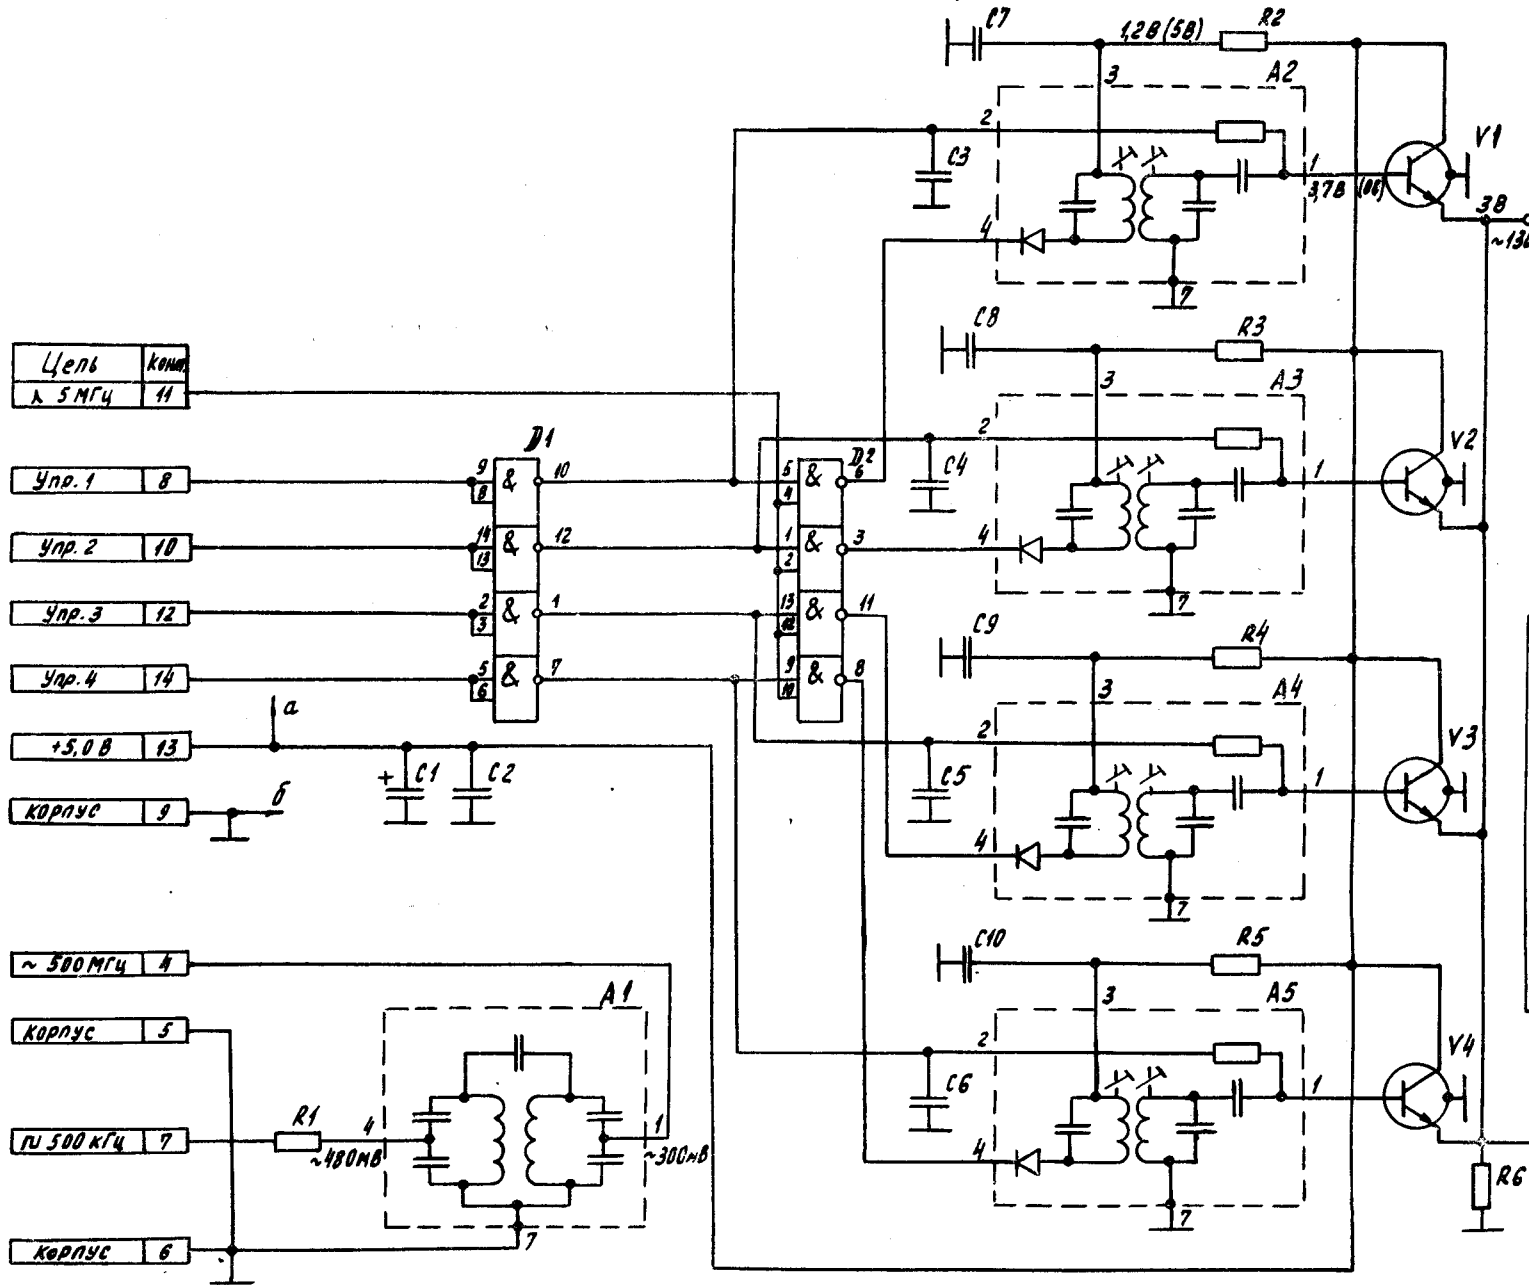 C7
1,2В (5В)
R2
3
A2
2
C3
1
3,7В
V1
3В
4
7
C8
R3
3
A3
Цепь
Конт.
5 МГц
11
D1
2
V2
C4
1
Упр. 1
8
9
8
&
10
5
4
&
D2
6
Упр. 2
10
14
13
&
12
1
2
&
3
4
7
Упр. 3
12
2
3
&
1
13
12
&
11
C9
R4
Упр. 4
14
5
6
&
7
9
10
&
8
3
A4
а
+5,0 В
13
C1
+
C2
2
V3
C5
1
корпус
9
б
4
7
C10
R5
~ 500 МГц
4
A1
3
A5
корпус
5
2
V4
C6
1
500 кГц
7
R1
~480мВ
4
1
~300мВ
4
R6
7
корпус
6
7